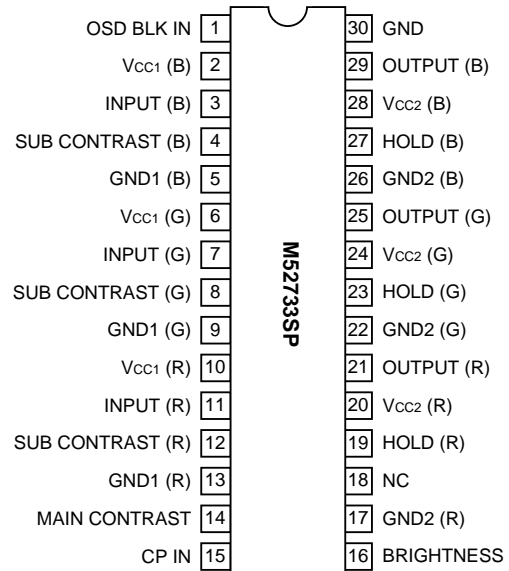 OSD BLK IN 1 30 GND
VCC1 (B) 2 29 OUTPUT (B)
INPUT (B) 3 28 VCC2 (B)
SUB CONTRAST (B) 4 27 HOLD (B)
GND1 (B) 5 26 GND2 (B)
VCC1 (G) 6 25 OUTPUT (G)
INPUT (G) 7 24 VCC2 (G)
SUB CONTRAST (G) 8 23 HOLD (G)
GND1 (G) 9 22 GND2 (G)
VCC1 (R) 10 21 OUTPUT (R)
INPUT (R) 11 20 VCC2 (R)
SUB CONTRAST (R) 12 19 HOLD (R)
GND1 (R) 13 18 NC
MAIN CONTRAST 14 17 GND2 (R)
CP IN 15 16 BRIGHTNESS
M52733SP